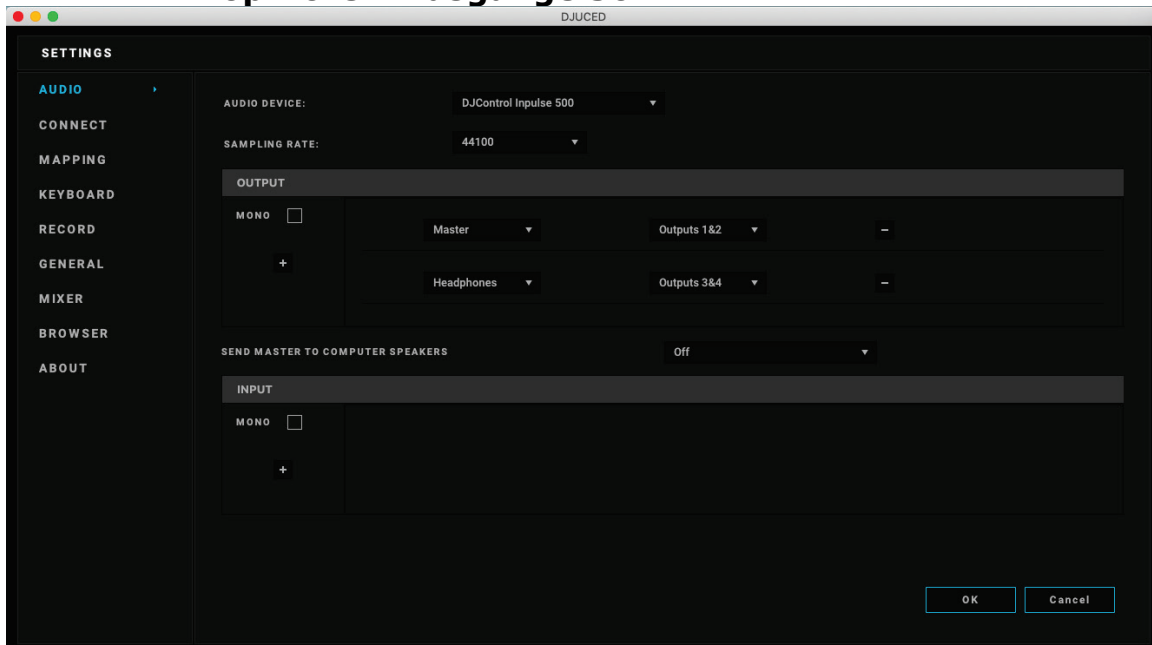 DJUCED
SETTINGS
AUDIO
CONNECT
MAPPING
KEYBOARD
RECORD
GENERAL
MIXER
BROWSER
ABOUT
AUDIO DEVICE: DJControl Inpulse 500
SAMPLING RATE: 44100
OUTPUT
MONO
Master Outputs 1&2 –
+
Headphones Outputs 3&4 –
SEND MASTER TO COMPUTER SPEAKERS Off
INPUT
MONO
+
OK Cancel